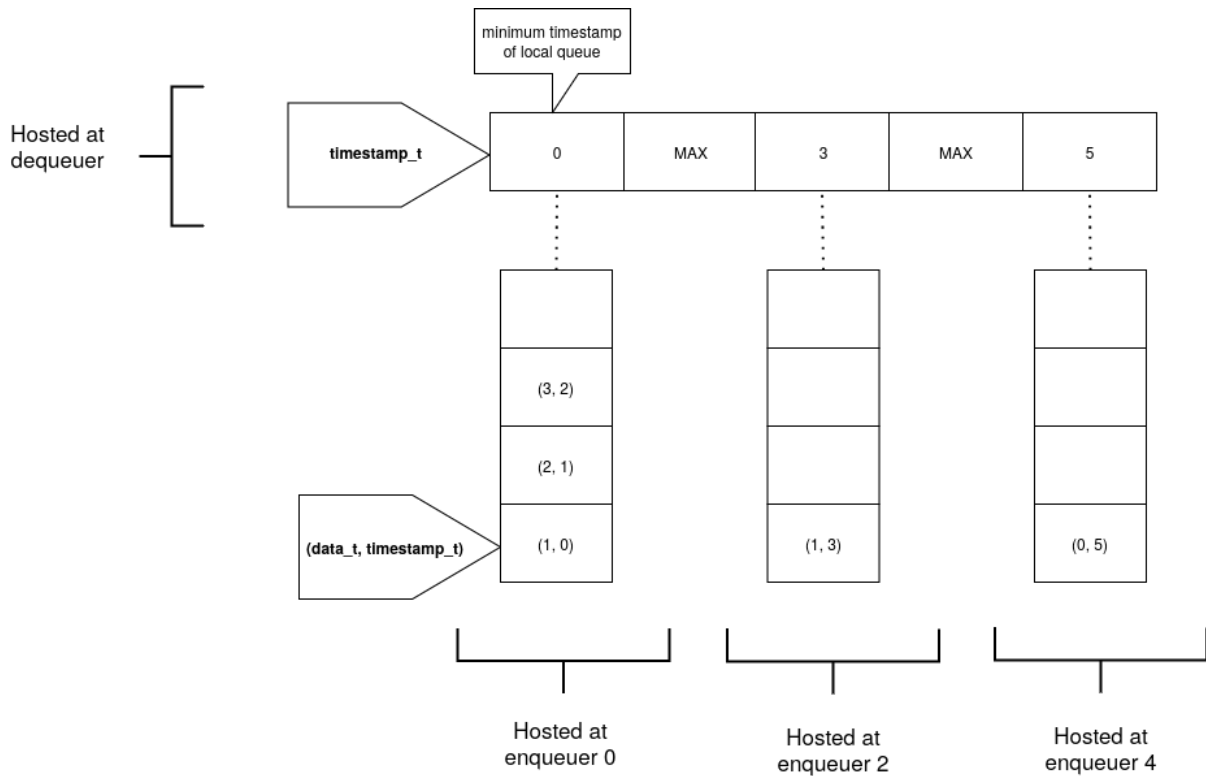 minimum timestamp
of local queue
Hosted at
dequeuer
timestamp_t
0
MAX
3
MAX
5
(3, 2)
(2, 1)
(data_t, timestamp_t)
(1, 0)
(1, 3)
(0, 5)
Hosted at
enqueuer 0
Hosted at
enqueuer 2
Hosted at
enqueuer 4